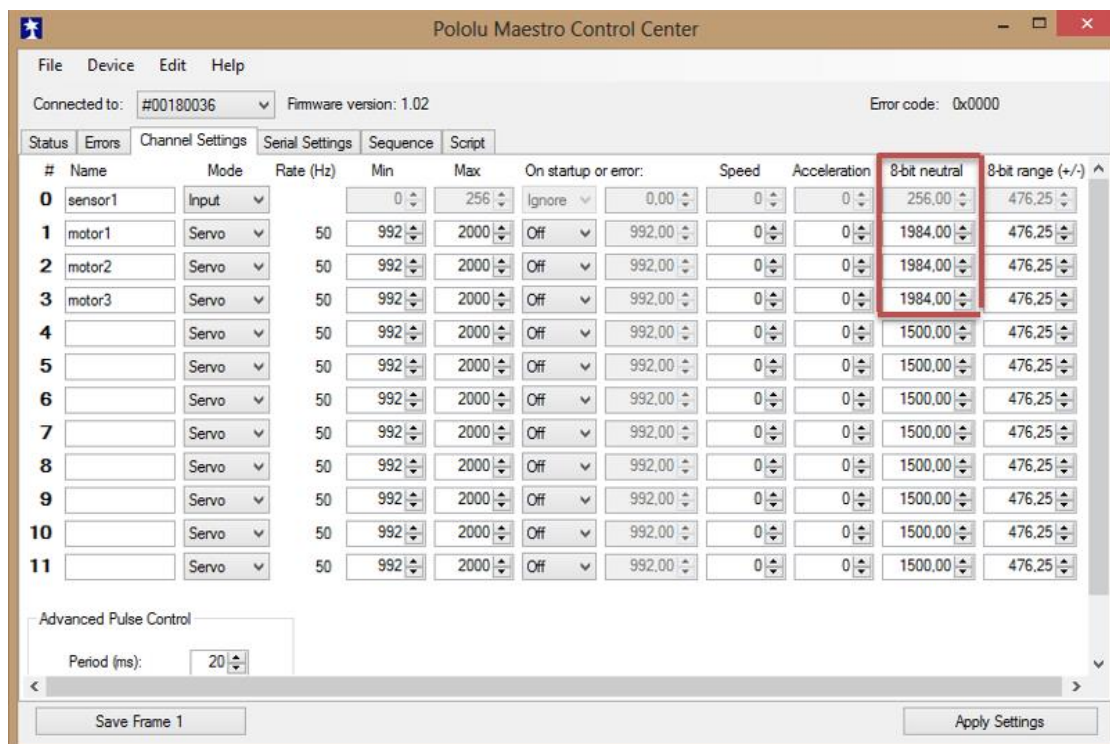 Pololu Maestro Control Center
File Device Edit Help
Connected to: #00180036 Firmware version: 1.02 Error code: 0x0000
Status Errors Channel Settings Serial Settings Sequence Script
# Name Mode Rate (Hz) Min Max On startup or error: Speed Acceleration 8-bit neutral 8-bit range (+/-)
0 sensor1 Input 0 256 Ignore 0,00 0 0 256,00 476,25
1 motor1 Servo 50 992 2000 Off 992,00 0 0 1984,00 476,25
2 motor2 Servo 50 992 2000 Off 992,00 0 0 1984,00 476,25
3 motor3 Servo 50 992 2000 Off 992,00 0 0 1984,00 476,25
4 Servo 50 992 2000 Off 992,00 0 0 1500,00 476,25
5 Servo 50 992 2000 Off 992,00 0 0 1500,00 476,25
6 Servo 50 992 2000 Off 992,00 0 0 1500,00 476,25
7 Servo 50 992 2000 Off 992,00 0 0 1500,00 476,25
8 Servo 50 992 2000 Off 992,00 0 0 1500,00 476,25
9 Servo 50 992 2000 Off 992,00 0 0 1500,00 476,25
10 Servo 50 992 2000 Off 992,00 0 0 1500,00 476,25
11 Servo 50 992 2000 Off 992,00 0 0 1500,00 476,25
Advanced Pulse Control
Period (ms): 20
Save Frame 1 Apply Settings